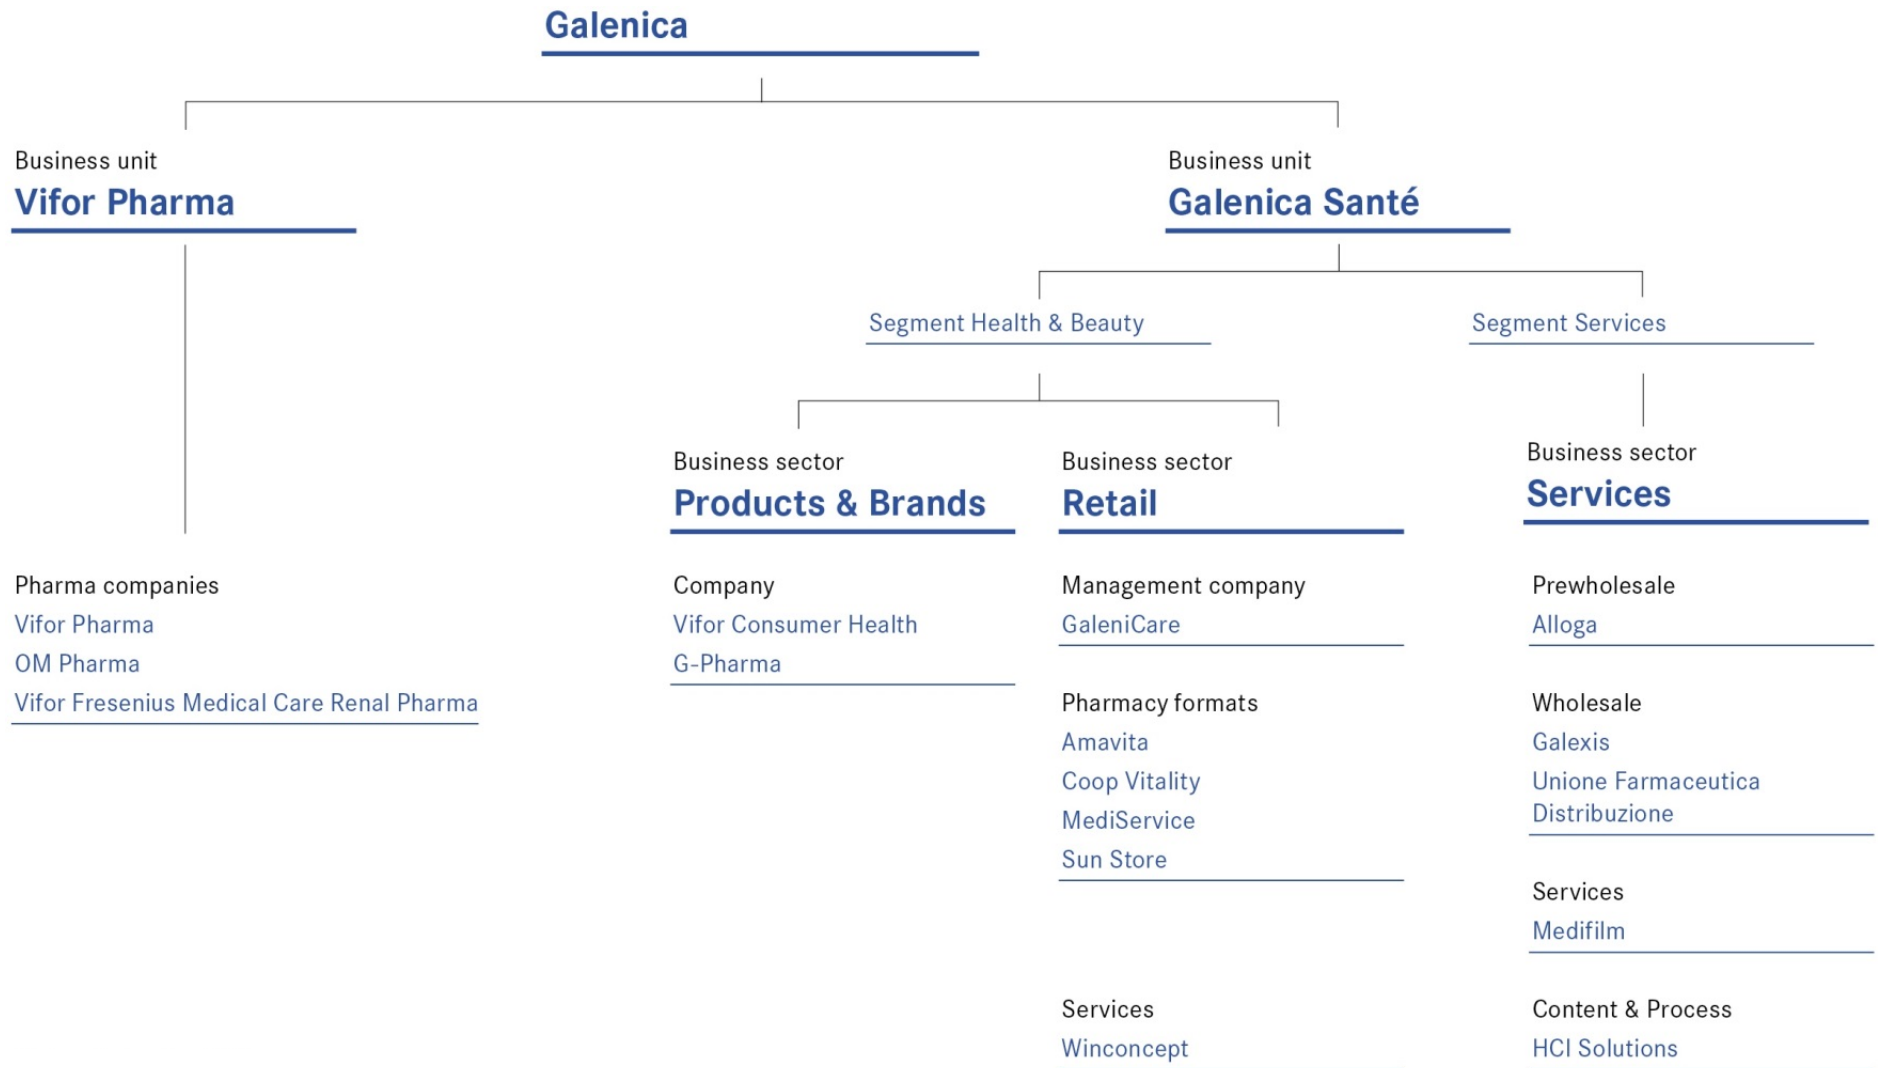 Galenica
Business unit
Vifor Pharma
Business unit
Galenica Santé
Segment Health & Beauty
Segment Services
Business sector
Products & Brands
Business sector
Retail
Business sector
Services
Pharma companies
Vifor Pharma
OM Pharma
Vifor Fresenius Medical Care Renal Pharma
Company
Vifor Consumer Health
G-Pharma
Management company
GaleniCare
Pharmacy formats
Amavita
Coop Vitality
MediService
Sun Store
Services
Winconcept
Prewholesale
Alloga
Wholesale
Galexis
Unione Farmaceutica
Distribuzione
Services
Medifilm
Content & Process
HCI Solutions